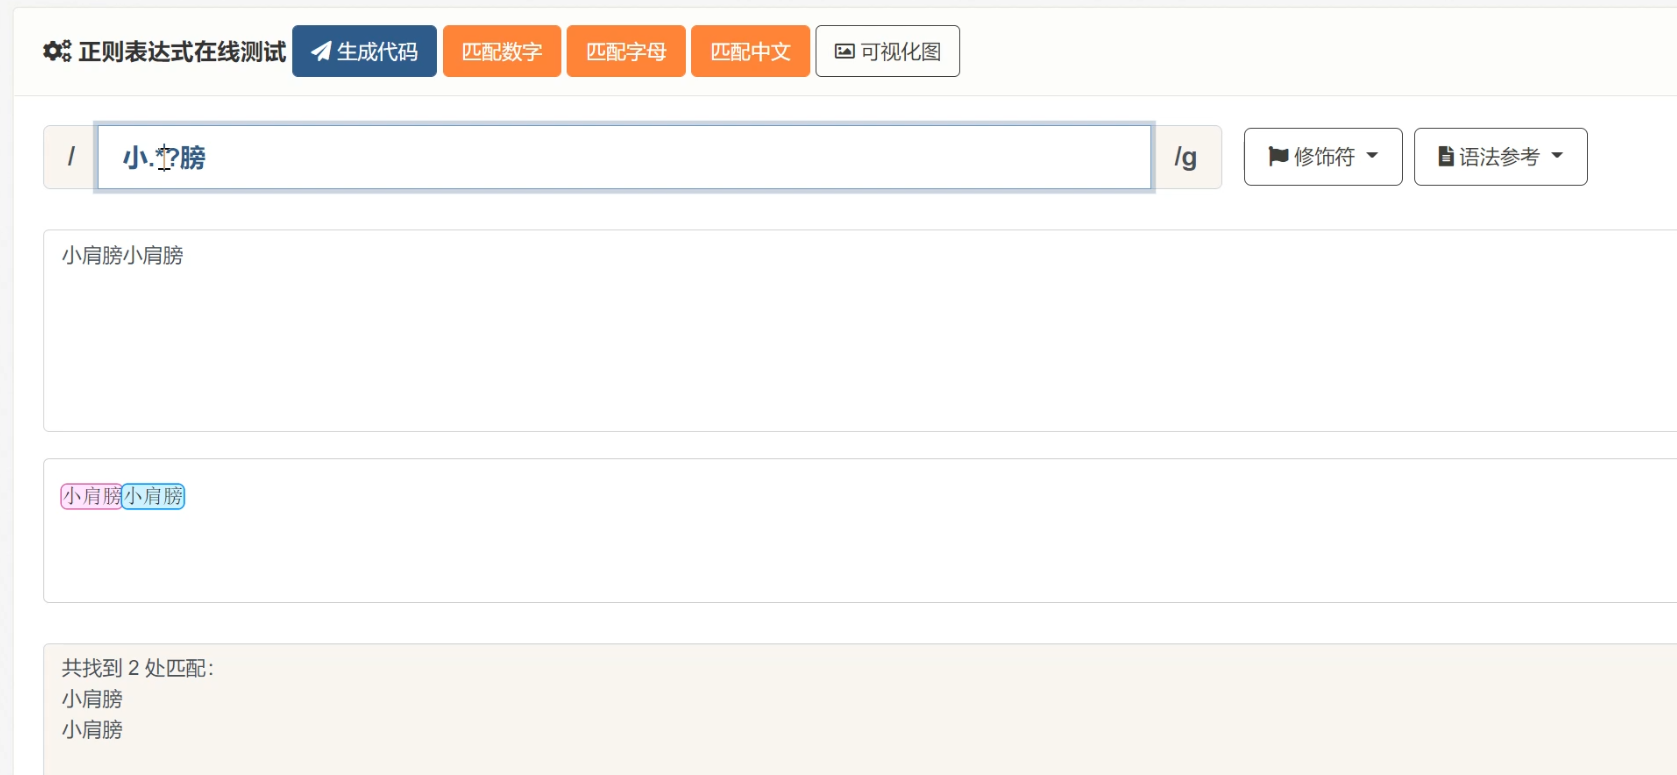 正则表达式在线测试 生成代码 匹配数字 匹配字母 匹配中文 可视化图
/ 小.*?膀 /g 修饰符 语法参考
小肩膀小肩膀
小肩膀小肩膀
共找到 2 处匹配：
小肩膀
小肩膀